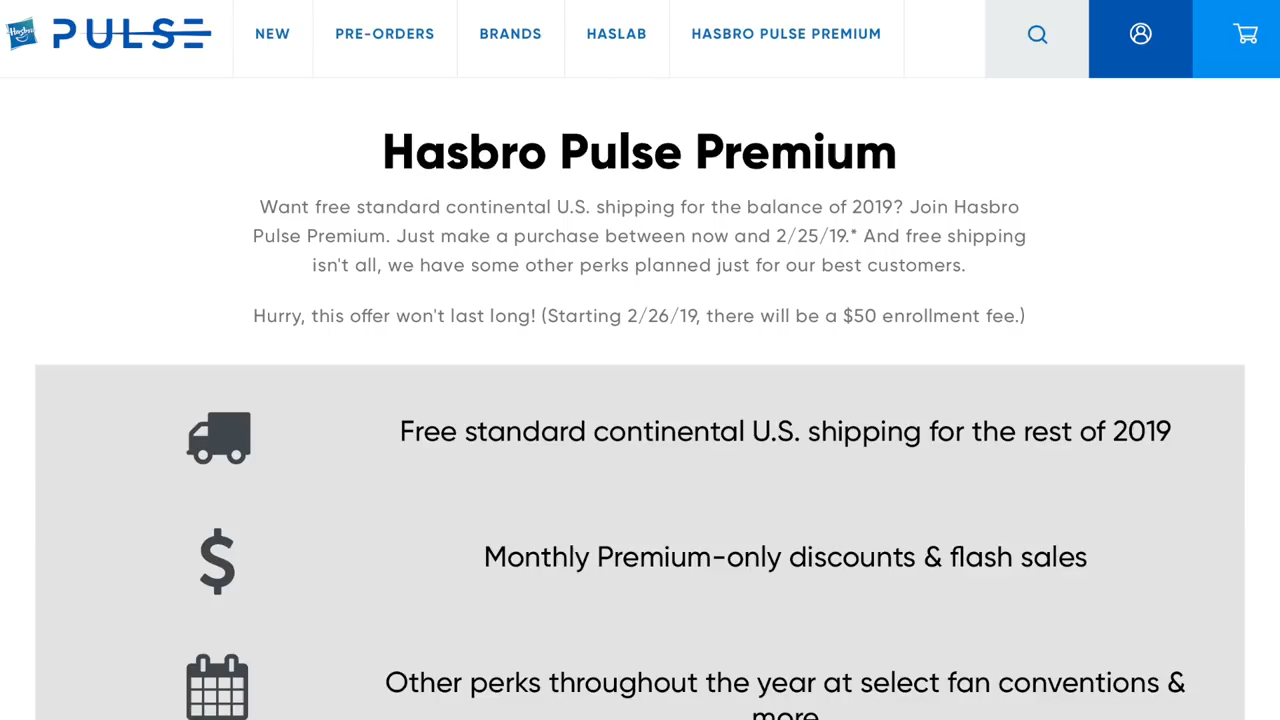 Hasbro PULSE NEW PRE-ORDERS BRANDS HASLAB HASBRO PULSE PREMIUM
Hasbro Pulse Premium
Want free standard continental U.S. shipping for the balance of 2019? Join Hasbro
Pulse Premium. Just make a purchase between now and 2/25/19.* And free shipping
isn't all, we have some other perks planned just for our best customers.
Hurry, this offer won't last long! (Starting 2/26/19, there will be a $50 enrollment fee.)
Free standard continental U.S. shipping for the rest of 2019
$
Monthly Premium-only discounts & flash sales
Other perks throughout the year at select fan conventions &
more